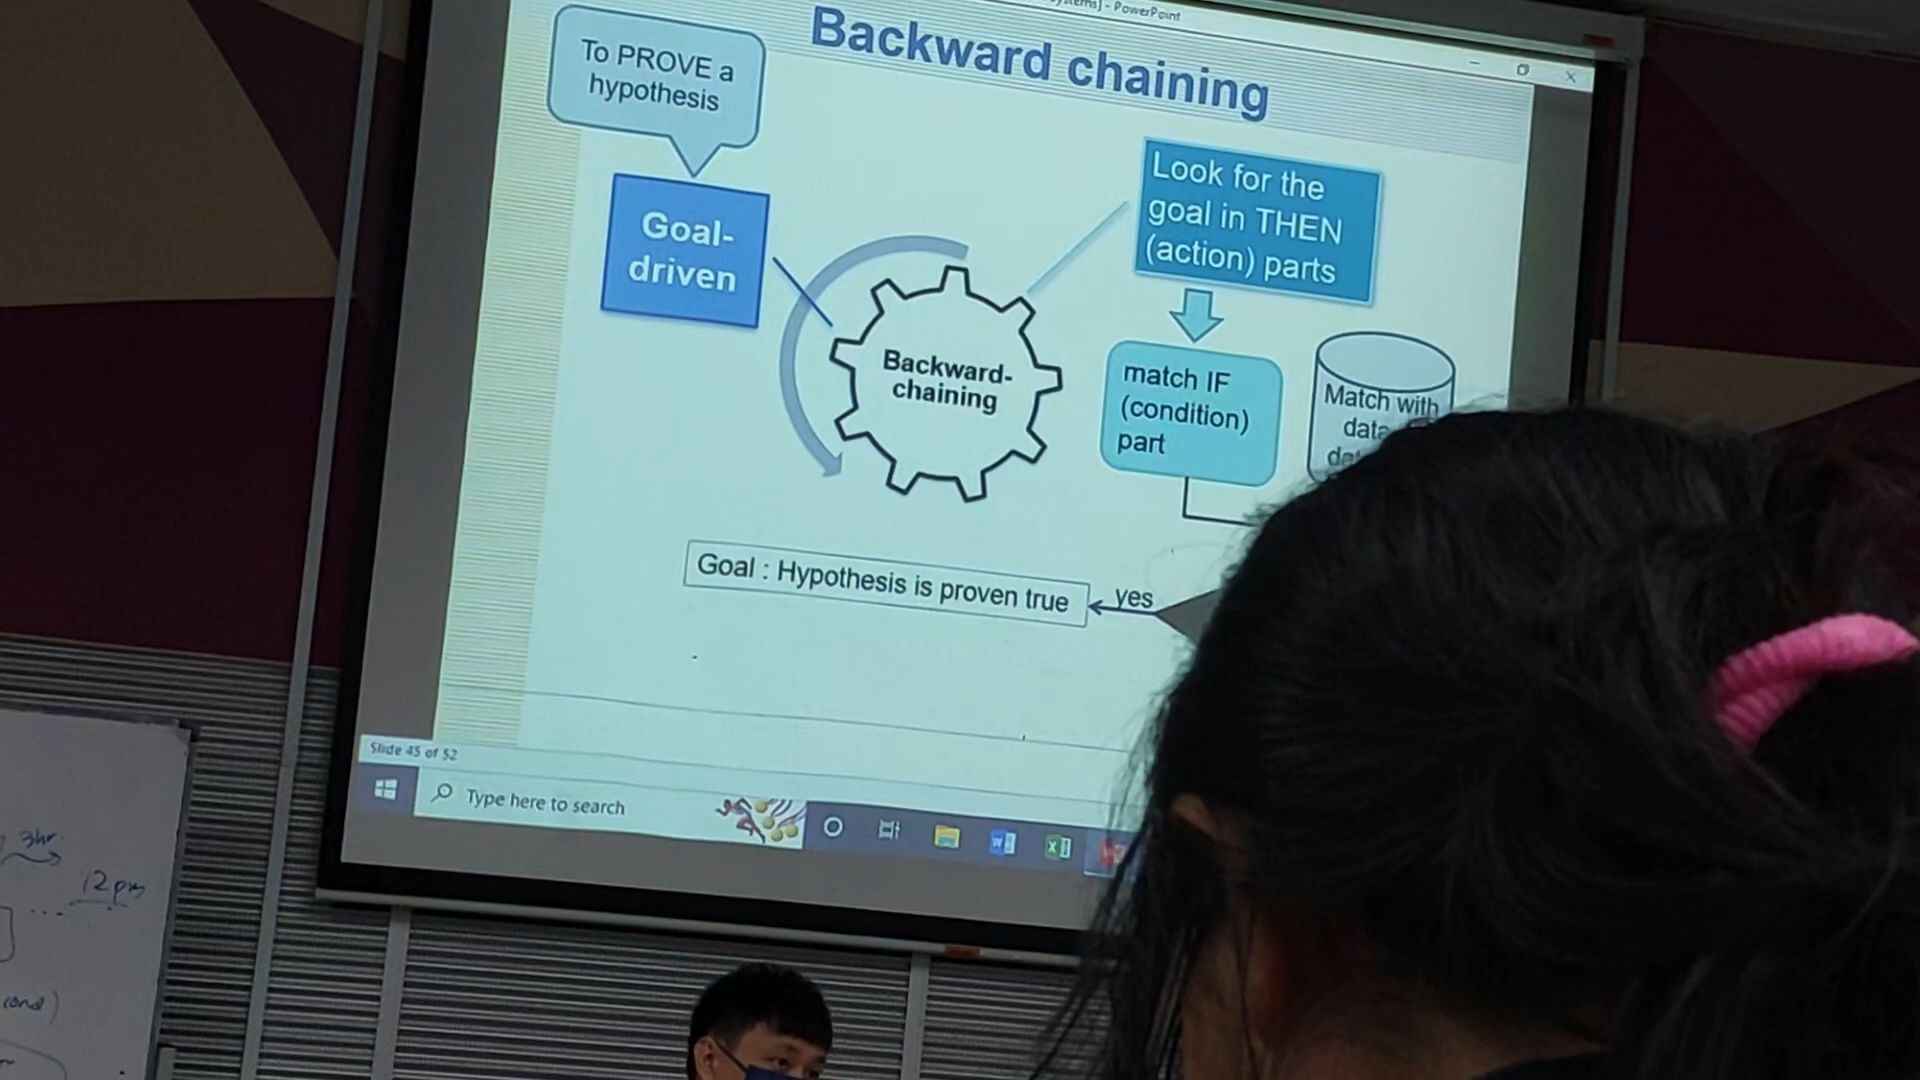 - PowerPoint
Backward chaining
To PROVE a
hypothesis
Goal-
driven
Look for the
goal in THEN
(action) parts
Backward-
chaining
match IF
(condition)
part
Match with
data
Goal : Hypothesis is proven true
yes
Slide 45 of 52
Type here to search
3hr
12pm